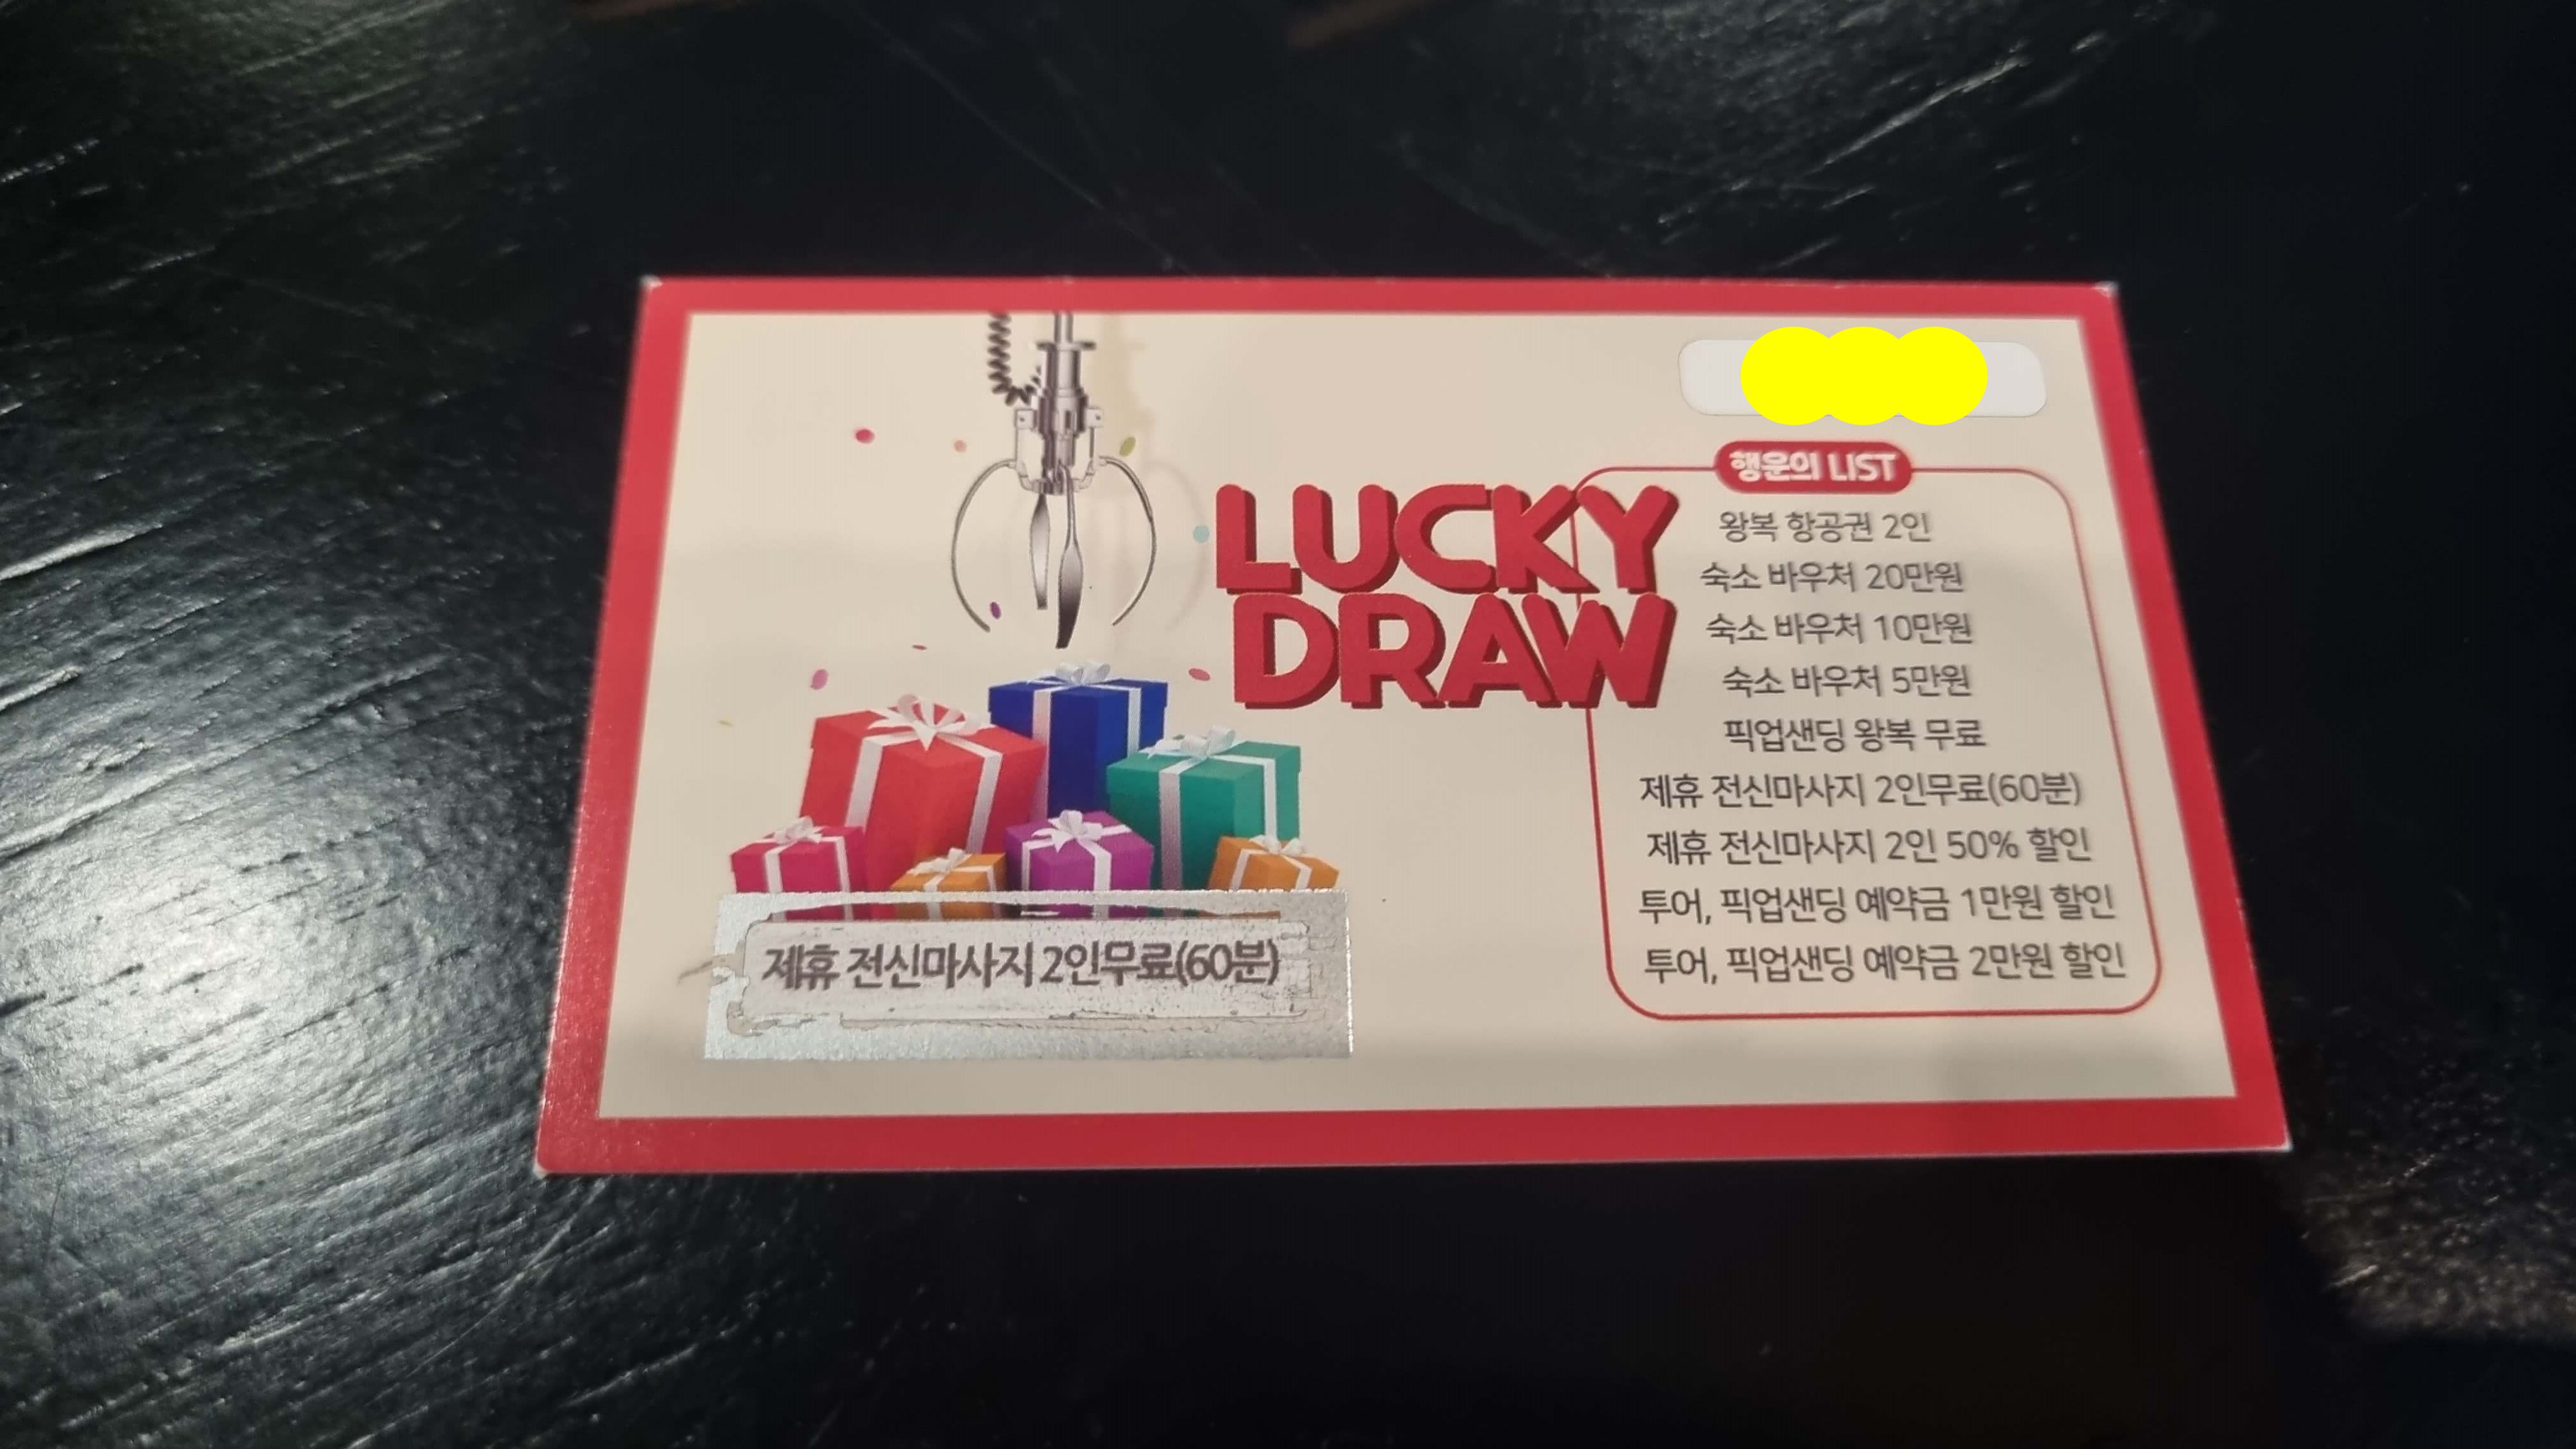 LUCKY
DRAW
제휴 전신마사지 2인무료(60분)
행운의 LIST
왕복 항공권 2인
숙소 바우처 20만원
숙소 바우처 10만원
숙소 바우처 5만원
픽업샌딩 왕복 무료
제휴 전신마사지 2인무료(60분)
제휴 전신마사지 2인 50% 할인
투어, 픽업샌딩 예약금 1만원 할인
투어, 픽업샌딩 예약금 2만원 할인